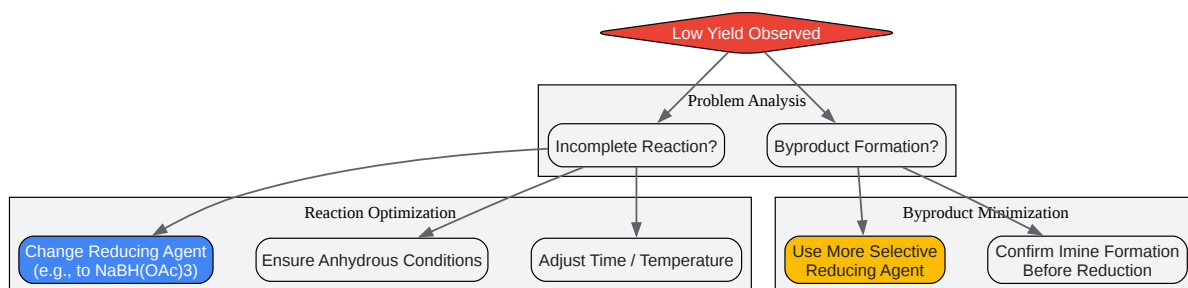 Low Yield Observed
Problem Analysis
Incomplete Reaction?
Byproduct Formation?
Reaction Optimization
Change Reducing Agent
(e.g., to NaBH(OAc)3)
Ensure Anhydrous Conditions
Adjust Time / Temperature
Byproduct Minimization
Use More Selective
Reducing Agent
Confirm Imine Formation
Before Reduction